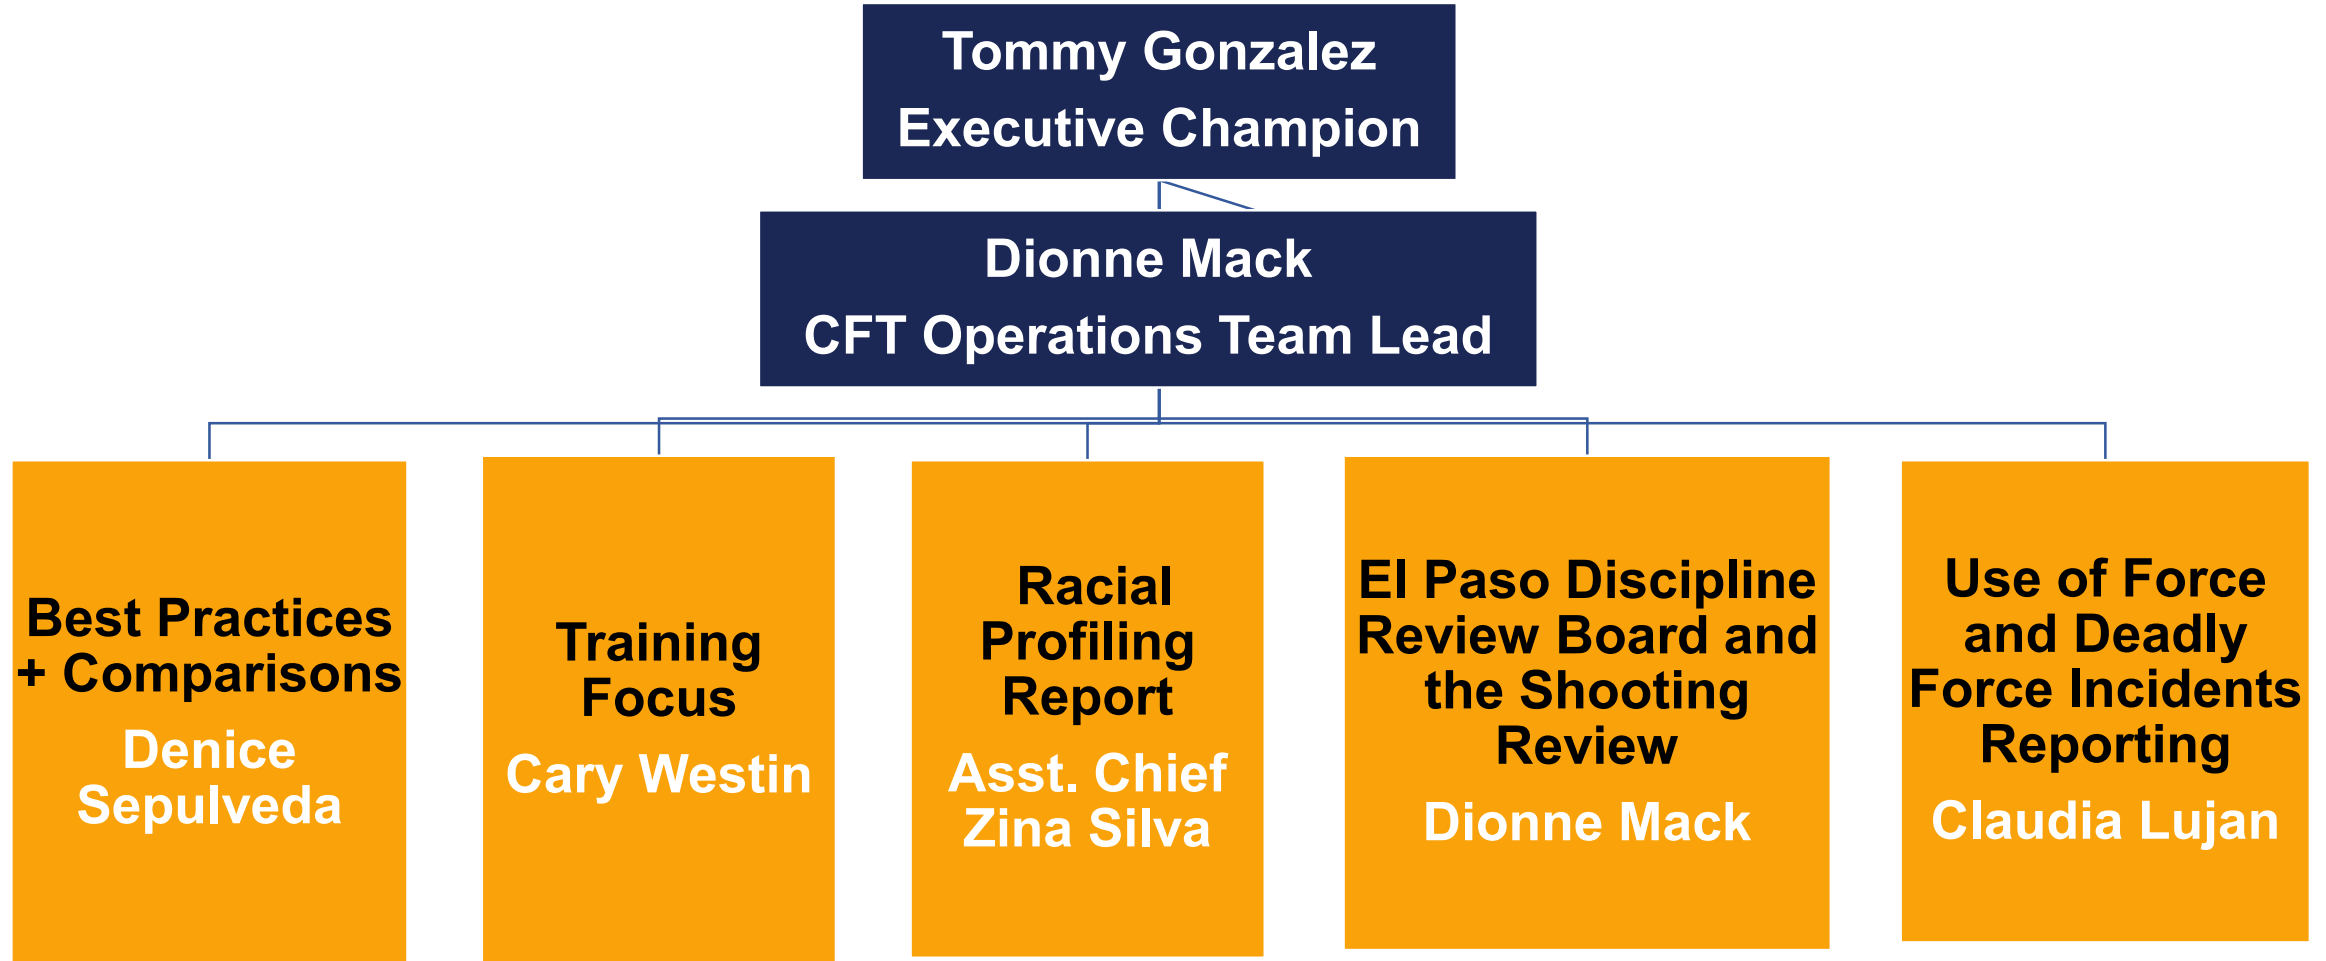 Tommy Gonzalez
Executive Champion
Dionne Mack
CFT Operations Team Lead
Best Practices
+ Comparisons
Denice
Sepulveda
Training
Focus
Cary Westin
Racial
Profiling
Report
Asst. Chief
Zina Silva
El Paso Discipline
Review Board and
the Shooting
Review
Dionne Mack
Use of Force
and Deadly
Force Incidents
Reporting
Claudia Lujan